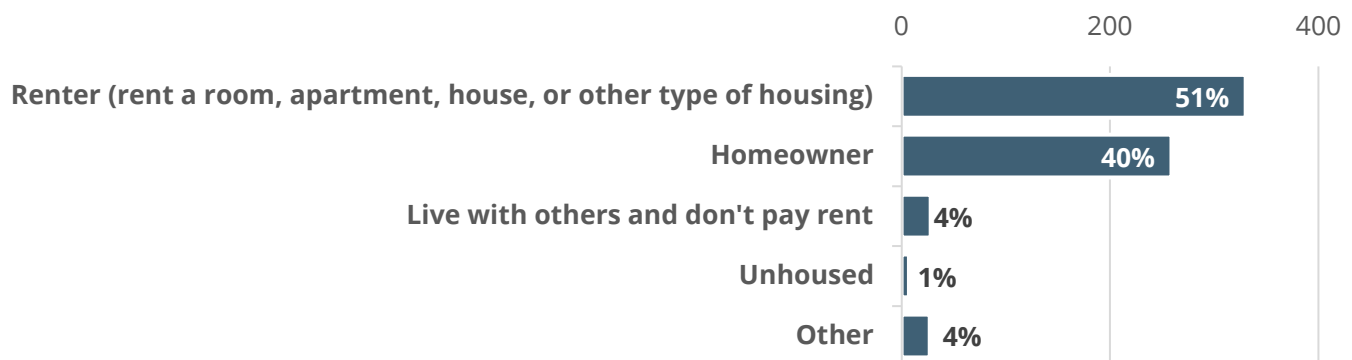 0 200 400
Renter (rent a room, apartment, house, or other type of housing) 51%
Homeowner 40%
Live with others and don't pay rent 4%
Unhoused 1%
Other 4%